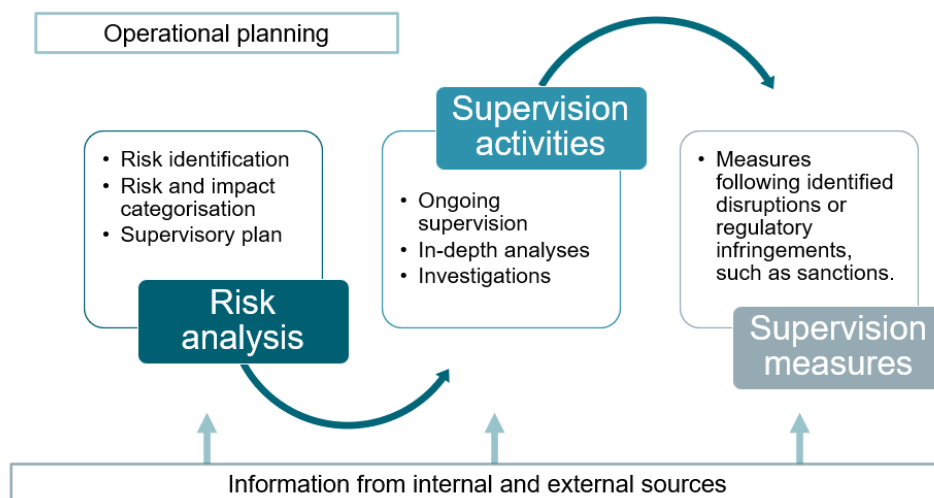 Operational planning
• Risk identification
• Risk and impact
categorisation
• Supervisory plan
Risk
analysis
Supervision
activities
• Ongoing
supervision
• In-depth analyses
• Investigations
• Measures
following identified
disruptions or
regulatory
infringements,
such as sanctions.
Supervision
measures
Information from internal and external sources